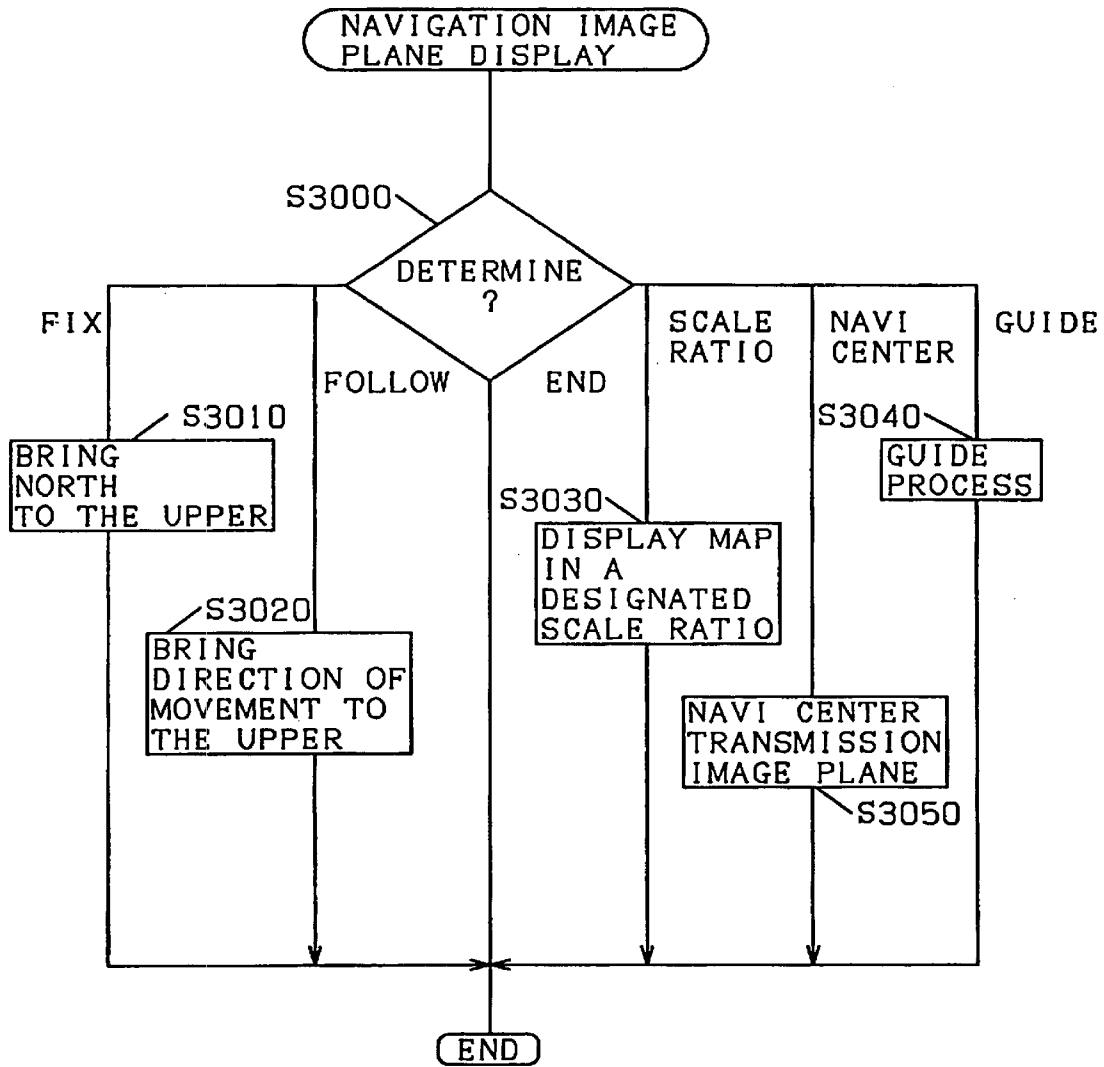 NAVIGATION IMAGE
PLANE DISPLAY
S3000
DETERMINE
?
FIX
FOLLOW
END
SCALE
RATIO
NAVI
CENTER
GUIDE
S3010
BRING
NORTH
TO THE UPPER
S3020
BRING
DIRECTION OF
MOVEMENT TO
THE UPPER
S3030
DISPLAY MAP
IN A
DESIGNATED
SCALE RATIO
S3040
GUIDE
PROCESS
NAVI CENTER
TRANSMISSION
IMAGE PLANE
S3050
END